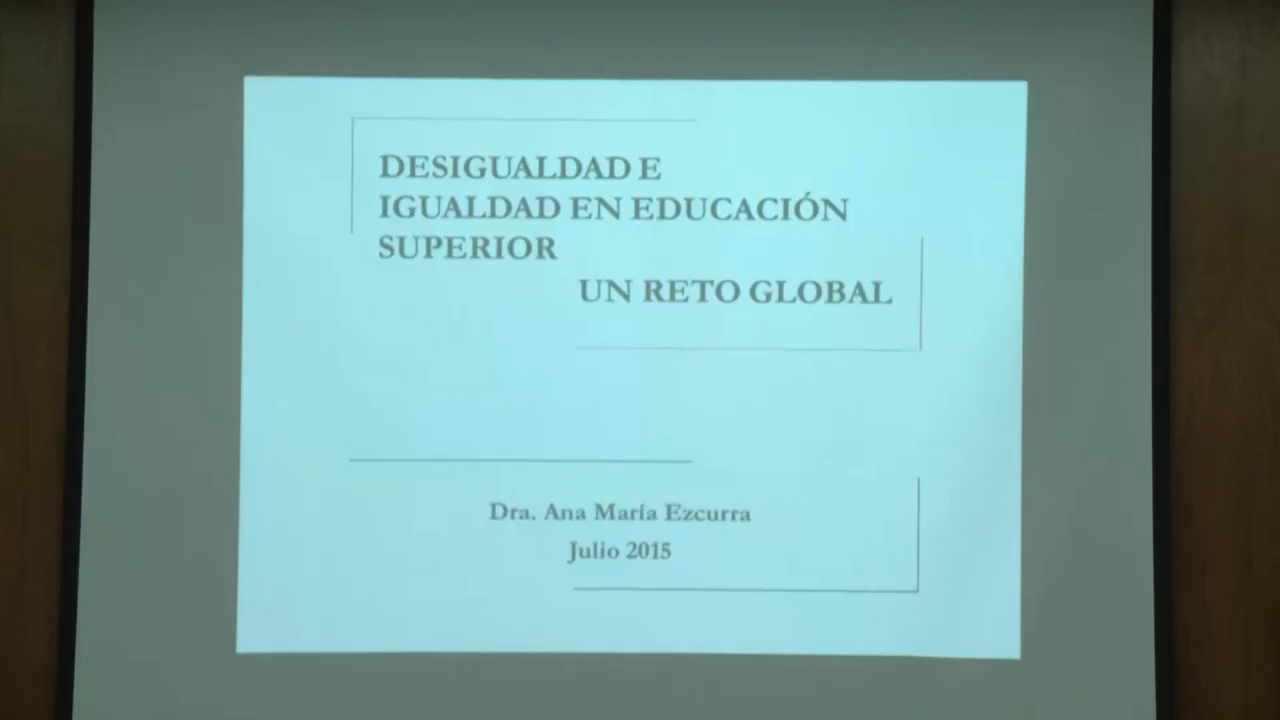 DESIGUALDAD E
IGUALDAD EN EDUCACIÓN
SUPERIOR
UN RETO GLOBAL
Dra. Ana María Ezcurra
Julio 2015